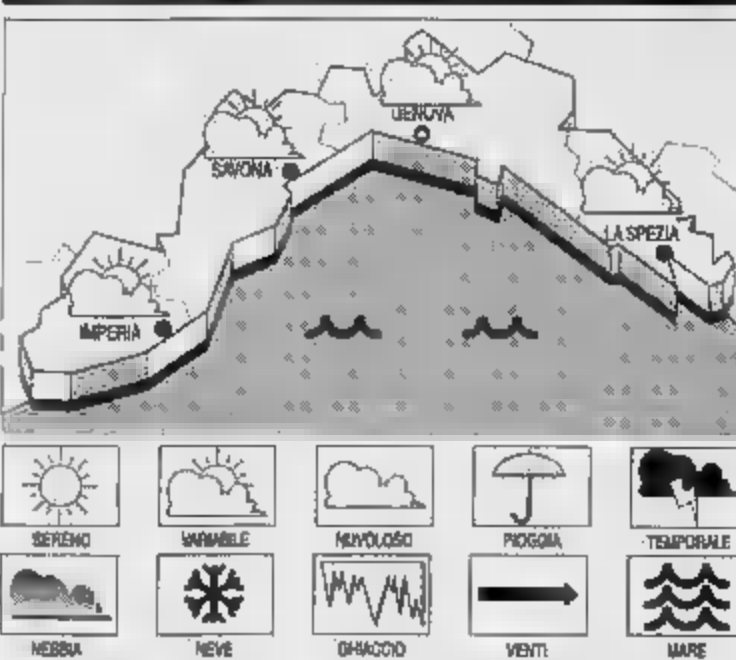 GENOVA
SAVONA
LA SPEZIA
IMPERIA
SERENO VARIABILE NUVOLOSO PIOGGIA TEMPORALE
NEBBIA NEVE GHIACCIO VENTI MARE